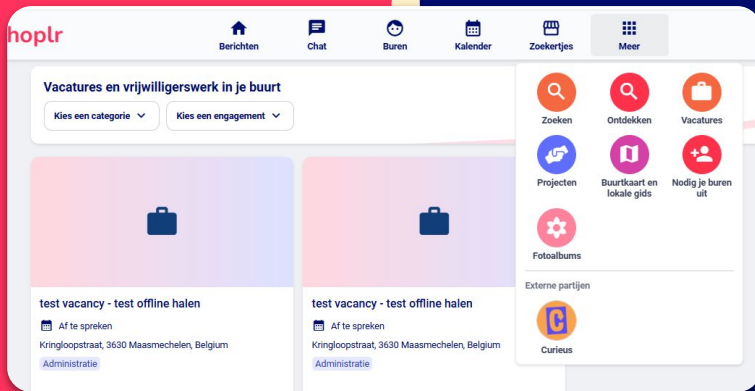 hoplr
Berichten
Chat
Buren
Kalender
Zoekertjes
Meer
Vacatures en vrijwilligerswerk in je buurt
Kies een categorie
Kies een engagement
Zoeken
Ontdekken
Vacatures
Projecten
Buurtkaart en
lokale gids
Nodig je buren
uit
Fotoalbums
Externe partijen
C
Curieus
test vacancy - test offline halen
Af te spreken
Kringloopstraat, 3630 Maasmechelen, Belgium
Administratie
test vacancy - test offline halen
Af te spreken
Kringloopstraat, 3630 Maasmechelen, Belgium
Administratie